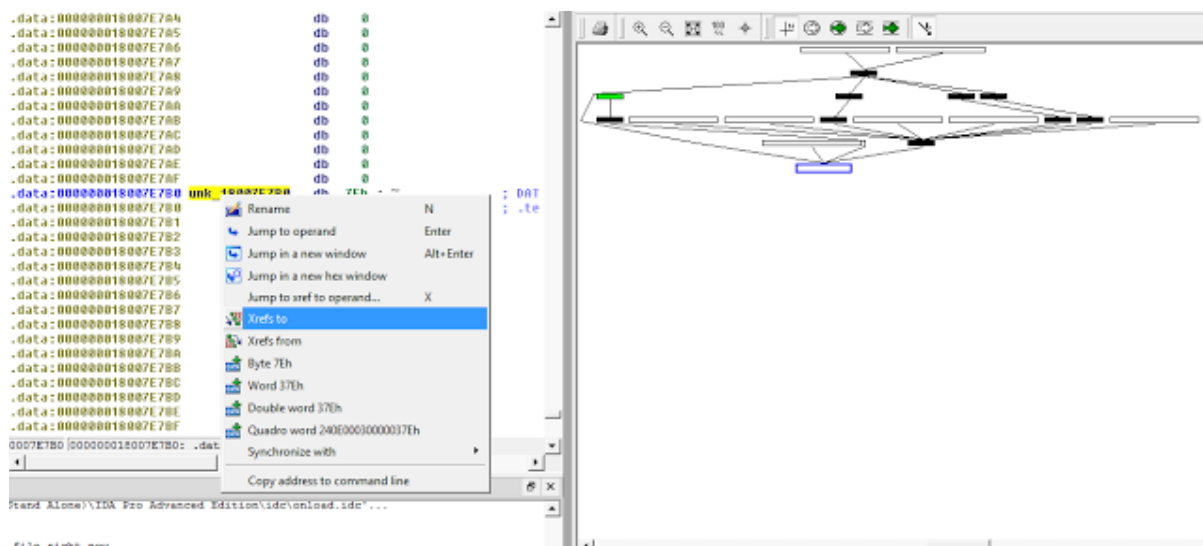 .data:000000018007E7A4 db 0
.data:000000018007E7A5 db 0
.data:000000018007E7A6 db 0
.data:000000018007E7A7 db 0
.data:000000018007E7A8 db 0
.data:000000018007E7A9 db 0
.data:000000018007E7AA db 0
.data:000000018007E7AB db 0
.data:000000018007E7AC db 0
.data:000000018007E7AD db 0
.data:000000018007E7AE db 0
.data:000000018007E7AF db 0
.data:000000018007E7B0 unk_18007E7B0 db 7Eh ; ~ ; DAT
.data:000000018007E7B0 ; .te
.data:000000018007E7B1
.data:000000018007E7B2
.data:000000018007E7B3
.data:000000018007E7B4
.data:000000018007E7B5
.data:000000018007E7B6
.data:000000018007E7B7
.data:000000018007E7B8
.data:000000018007E7B9
.data:000000018007E7BA
.data:000000018007E7BB
.data:000000018007E7BC
.data:000000018007E7BD
.data:000000018007E7BE
.data:000000018007E7BF
Rename N
Jump to operand Enter
Jump in a new window Alt+Enter
Jump in a new hex window
Jump to xref to operand... X
Xrefs to
Xrefs from
Byte 7Eh
Word 37Eh
Double word 37Eh
Quadro word 240E00030000037Eh
Synchronize with
Copy address to command line
0007E7B0 000000018007E7B0: .dat
Stand Alone)\IDA Pro Advanced Edition\idc\onload.idc"...